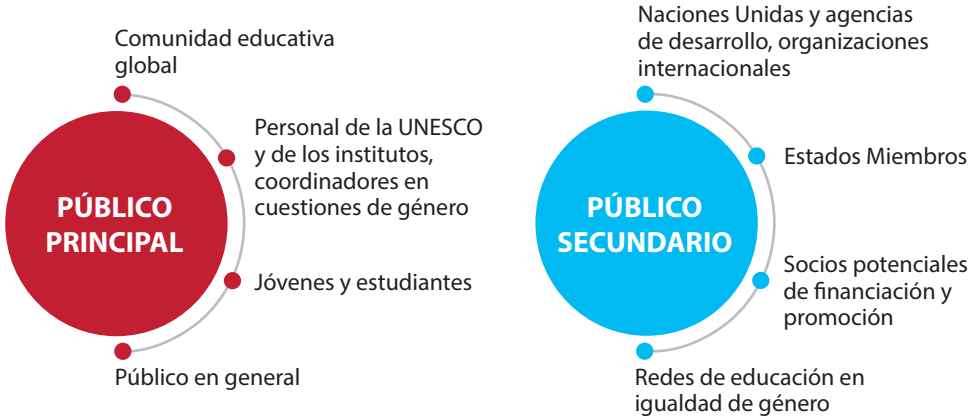 Comunidad educativa
global
Personal de la UNESCO
y de los institutos,
coordinadores en
cuestiones de género
PÚBLICO
PRINCIPAL
Jóvenes y estudiantes
Público en general
Naciones Unidas y agencias
de desarrollo, organizaciones
internacionales
Estados Miembros
PÚBLICO
SECUNDARIO
Socios potenciales
de financiación y
promoción
Redes de educación en
igualdad de género